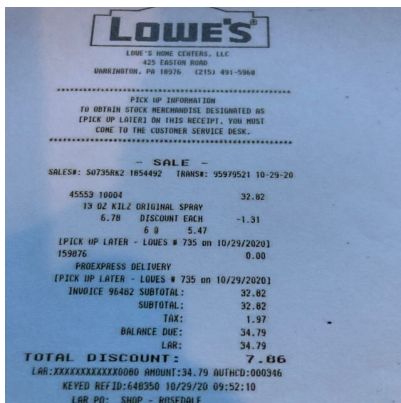 LOWE'S®
LOWE'S HOME CENTERS, LLC
425 EASTON ROAD
WARRINGTON, PA 18976 (215) 491-5960
****************************************
PICK UP INFORMATION
TO OBTAIN STOCK MERCHANDISE DESIGNATED AS
[PICK UP LATER] ON THIS RECEIPT, YOU MUST
COME TO THE CUSTOMER SERVICE DESK.
****************************************
- SALE -
SALES#: SO735RK2 1854492 TRANS#: 95979521 10-29-20
45553 10004 32.82
13 OZ KILZ ORIGINAL SPRAY
6.78 DISCOUNT EACH -1.31
6 @ 5.47
[PICK UP LATER - LOWES # 735 on 10/29/2020]
159876 0.00
PROEXPRESS DELIVERY
[PICK UP LATER - LOWES # 735 on 10/29/2020]
INVOICE 96462 SUBTOTAL: 32.82
SUBTOTAL: 32.82
TAX: 1.97
BALANCE DUE: 34.79
LAR: 34.79
TOTAL DISCOUNT: 7.86
LAR:XXXXXXXXXXXX0080 AMOUNT:34.79 AUTHCD:000346
KEYED REFID:648350 10/29/20 09:52:10
LAR PO: SHOP - ROSEDALE